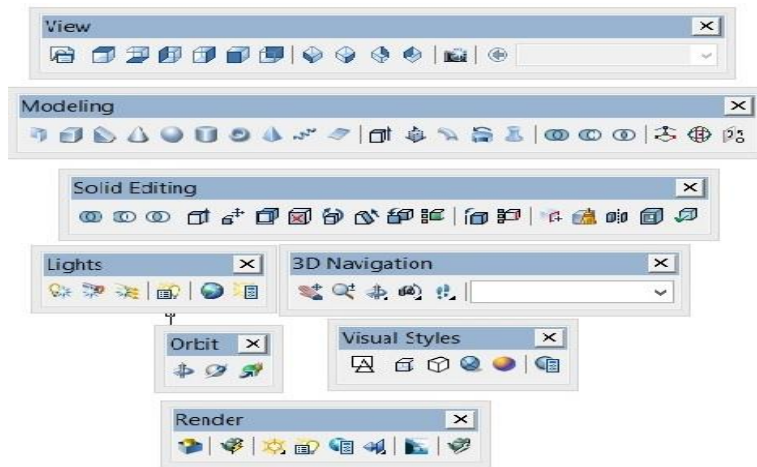 View
Modeling
Solid Editing
Lights
3D Navigation
Orbit
Visual Styles
Render